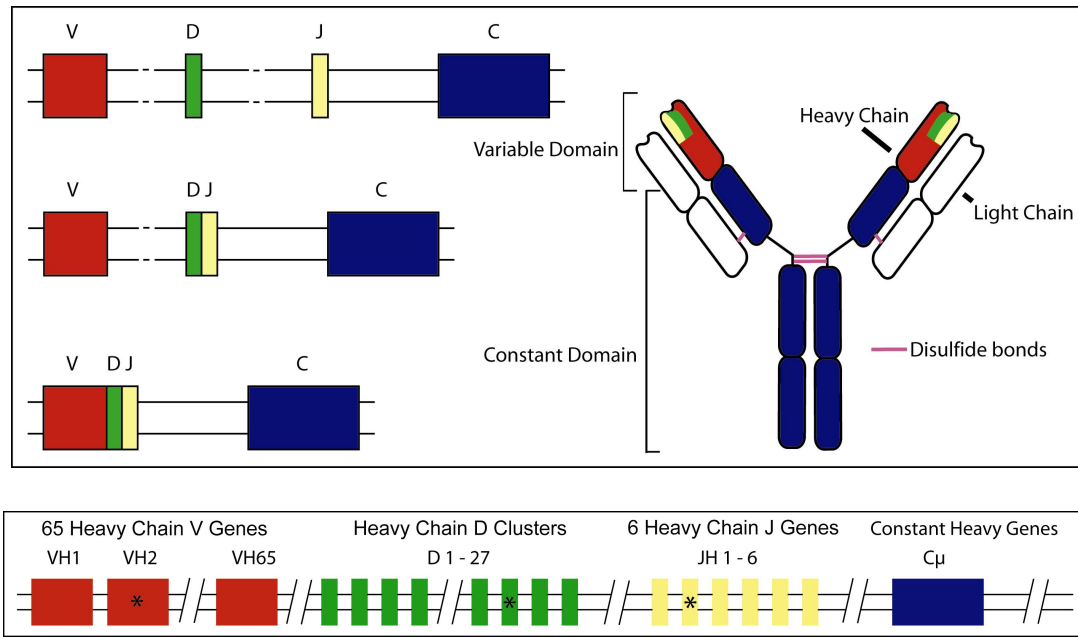 V D J C
Variable Domain
Heavy Chain
V D J C
Light Chain
Constant Domain
Disulfide bonds
V D J C
65 Heavy Chain V Genes Heavy Chain D Clusters 6 Heavy Chain J Genes Constant Heavy Genes
VH1 VH2 VH65 D 1 - 27 JH 1 - 6 Cμ
* * *